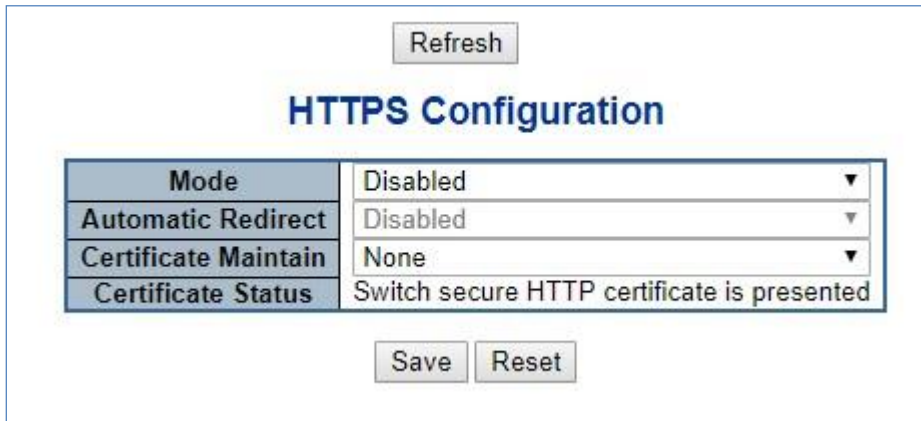 Refresh
HTTPS Configuration
Mode Disabled
Automatic Redirect Disabled
Certificate Maintain None
Certificate Status Switch secure HTTP certificate is presented
Save Reset